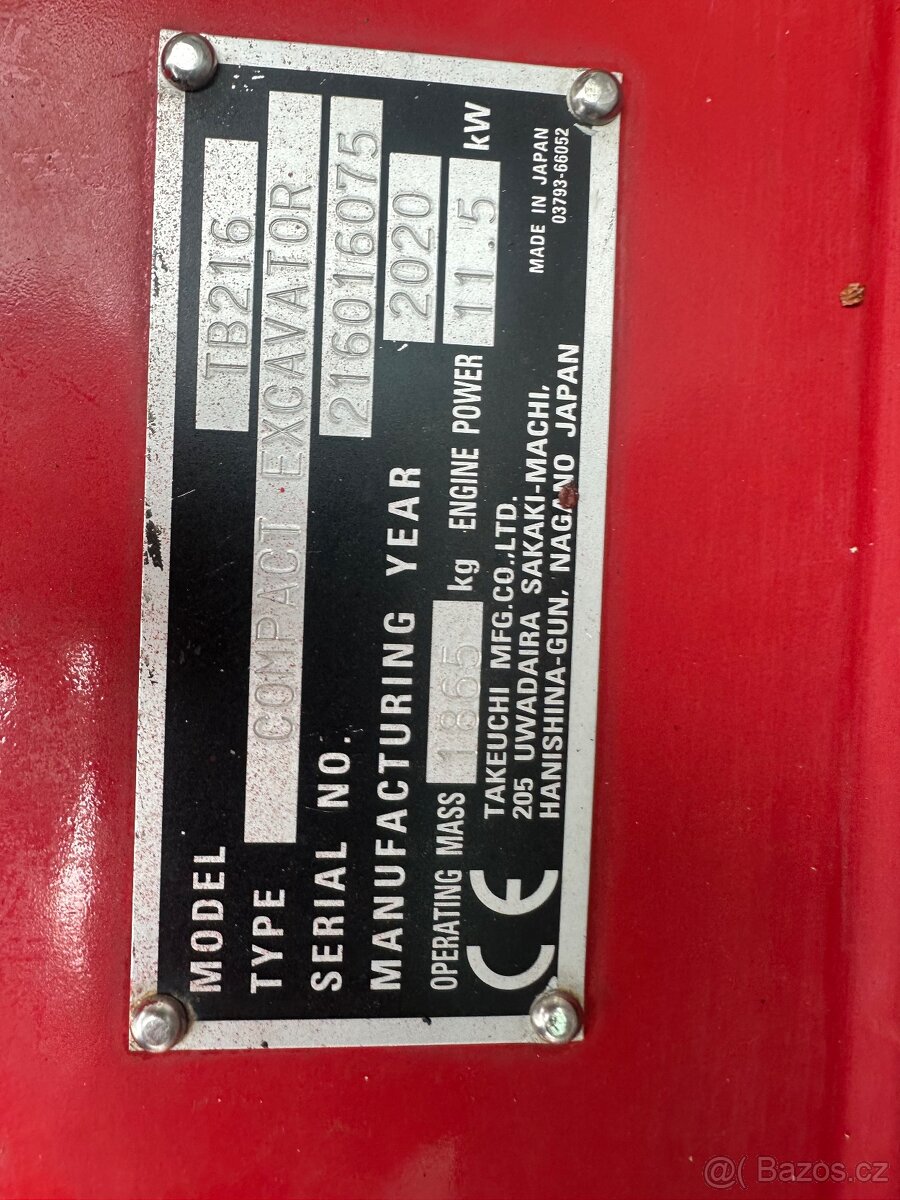 MODEL TB216
TYPE COMPACT EXCAVATOR
SERIAL NO. 216016075
MANUFACTURING YEAR 2020
OPERATING MASS 1865 kg ENGINE POWER 11.5 kW
CE
TAKEUCHI MFG.CO.,LTD.
205 UWADAIRA SAKAKI-MACHI,
HANISHINA-GUN, NAGANO JAPAN
MADE IN JAPAN
03793-66052
@( Bazos.cz